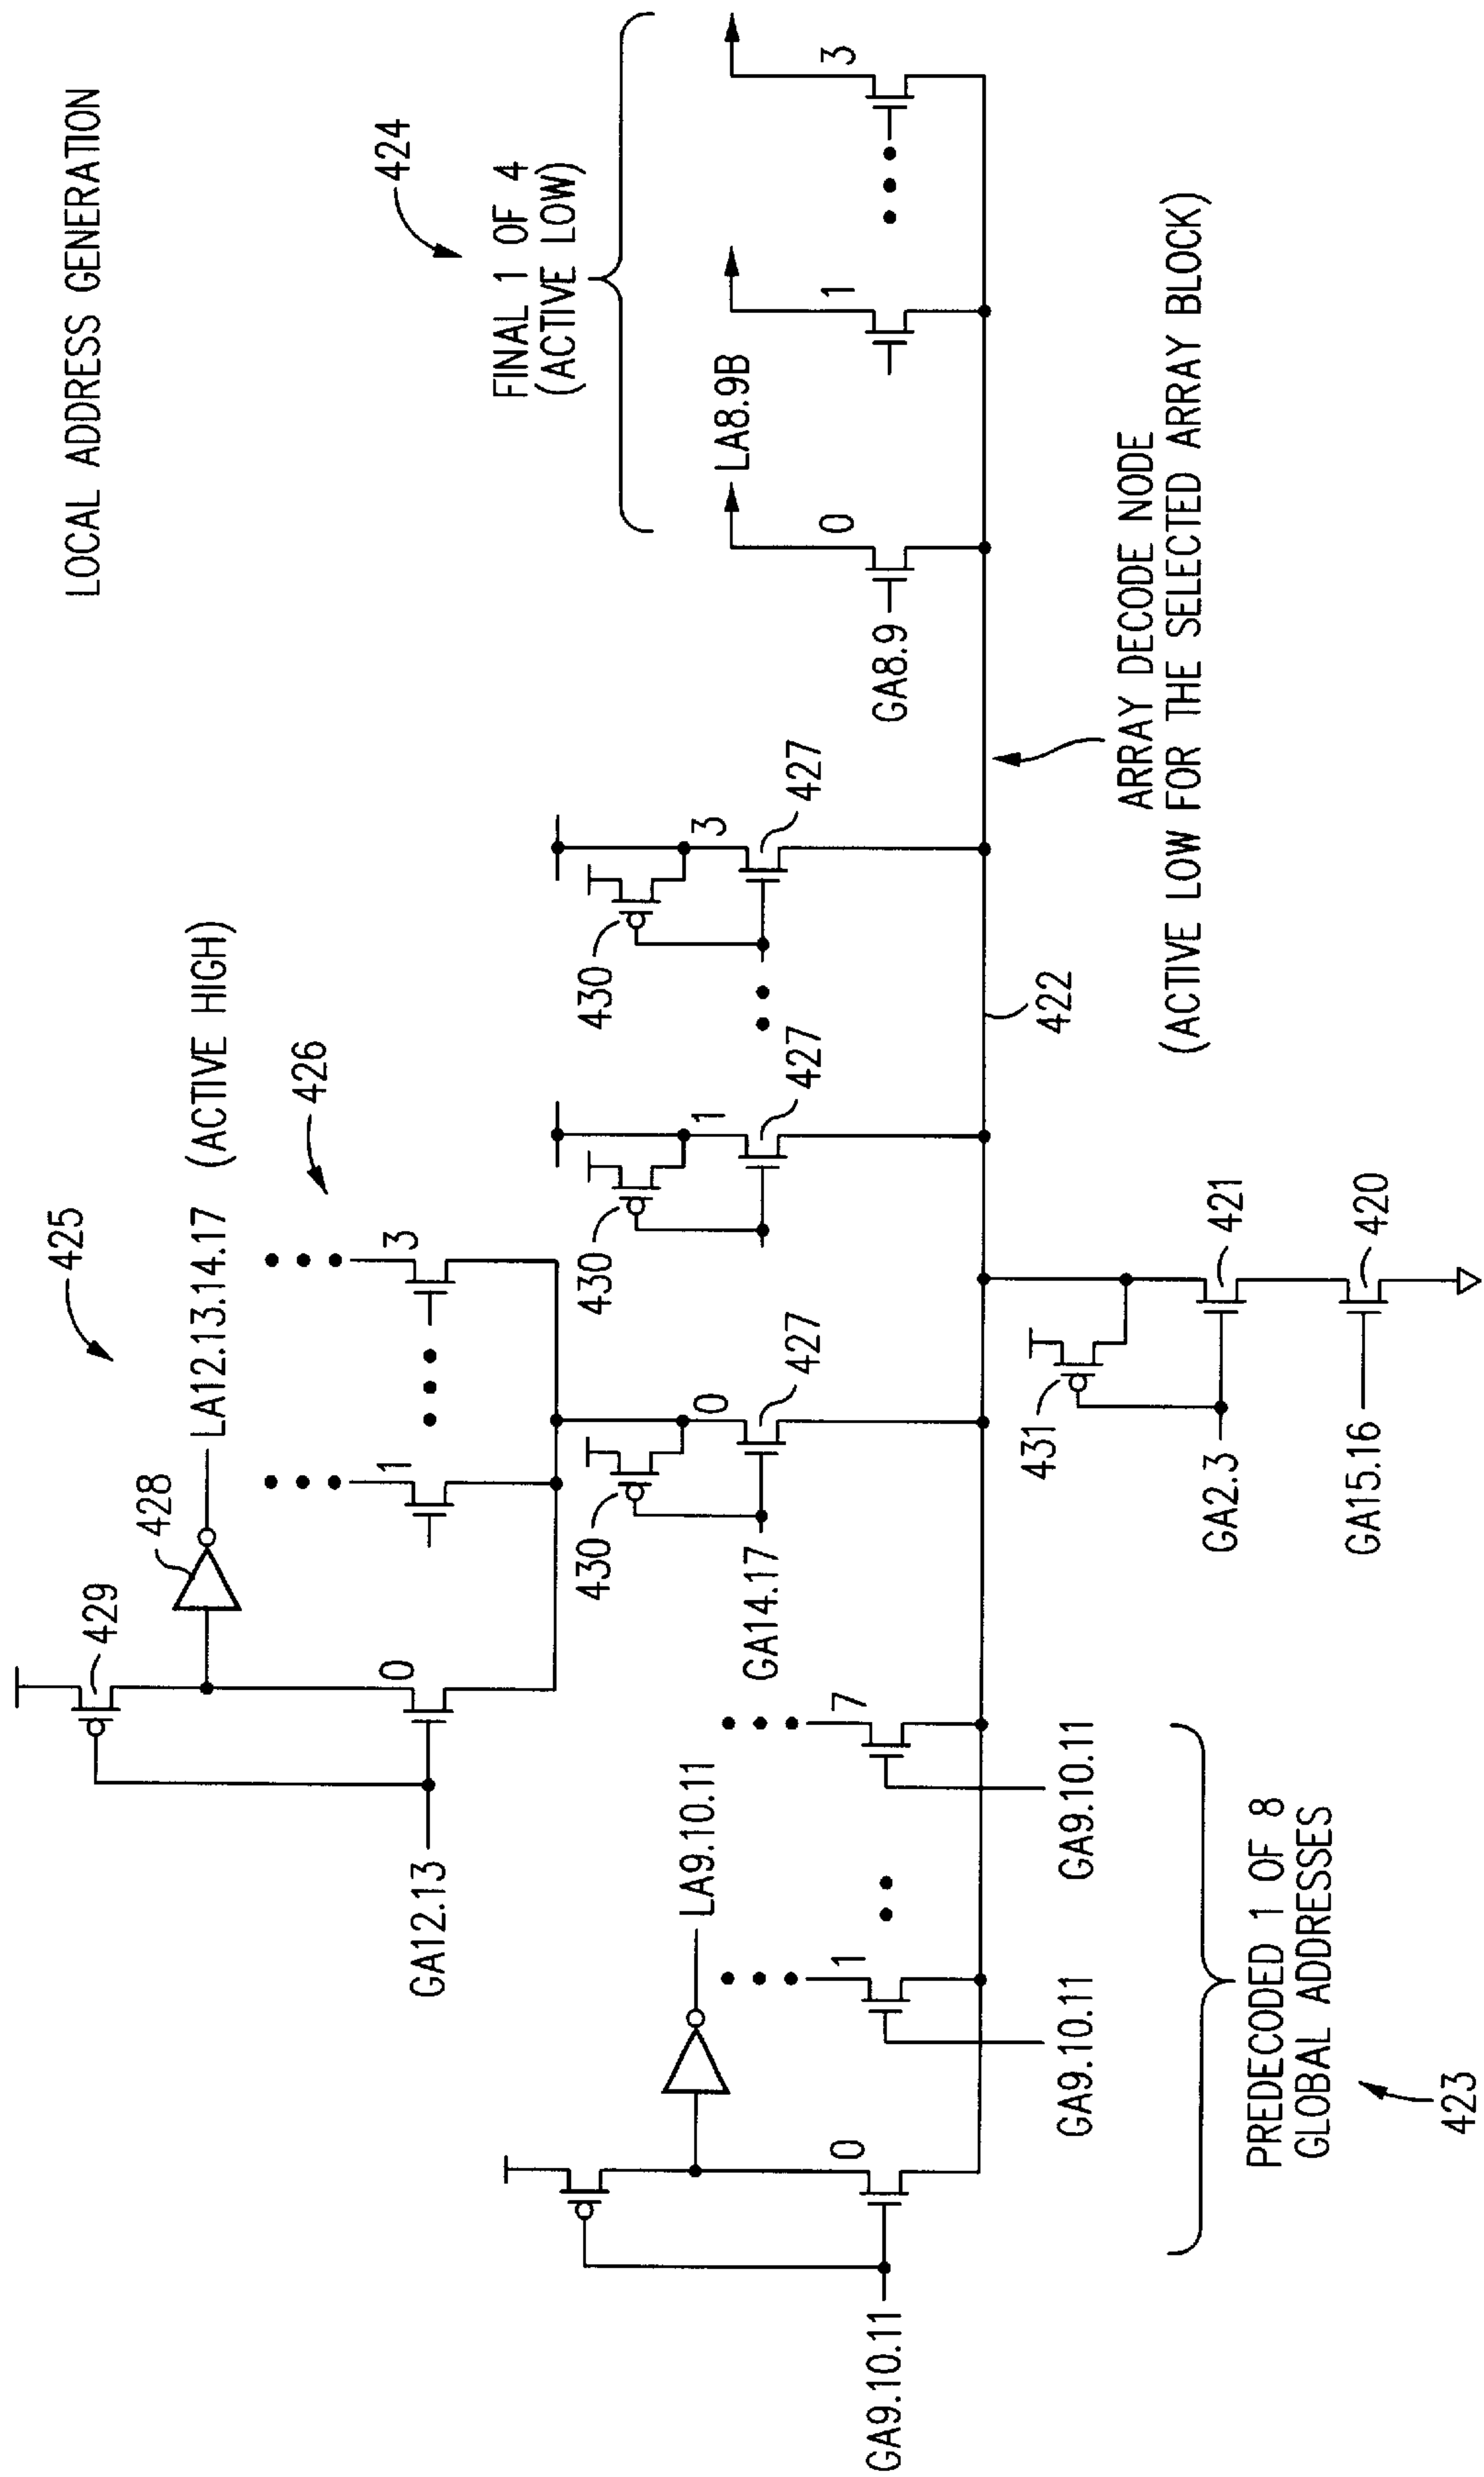 LOCAL ADDRESS GENERATION
425
LA12.13.14.17 (ACTIVE HIGH)
429
428
426
424
FINAL 1 OF 4
(ACTIVE LOW)
0
1
3
GA12.13
430
430
430
0
1
3
GA14.17
427
427
427
LA9.10.11
LA8.9B
0
1
7
0
1
3
GA9.10.11
GA8.9
GA9.10.11
GA9.10.11
422
431
421
420
GA2.3
GA15.16
ARRAY DECODE NODE
(ACTIVE LOW FOR THE SELECTED ARRAY BLOCK)
PREDECODED 1 OF 8
GLOBAL ADDRESSES
423